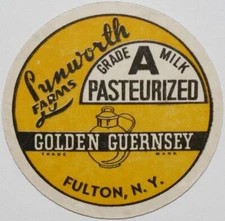 Lynworth
FARMS
GRADE A MILK
PASTEURIZED
GOLDEN GUERNSEY
TRADE MARK
FULTON, N. Y.